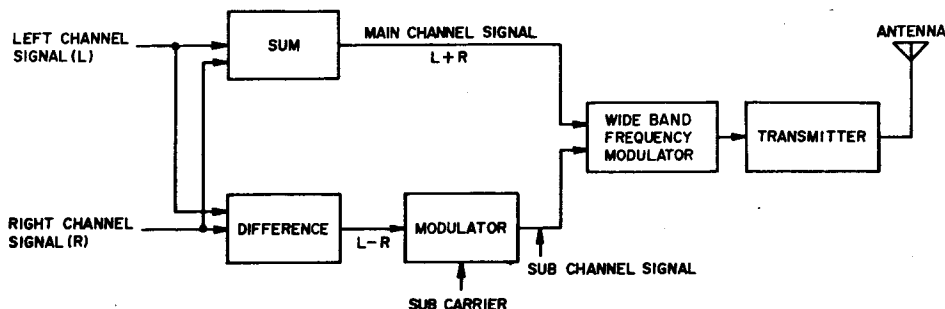 LEFT CHANNEL
SIGNAL (L)
SUM
MAIN CHANNEL SIGNAL
L+R
ANTENNA
WIDE BAND
FREQUENCY
MODULATOR
TRANSMITTER
RIGHT CHANNEL
SIGNAL (R)
DIFFERENCE
L-R
MODULATOR
SUB CHANNEL SIGNAL
SUB CARRIER